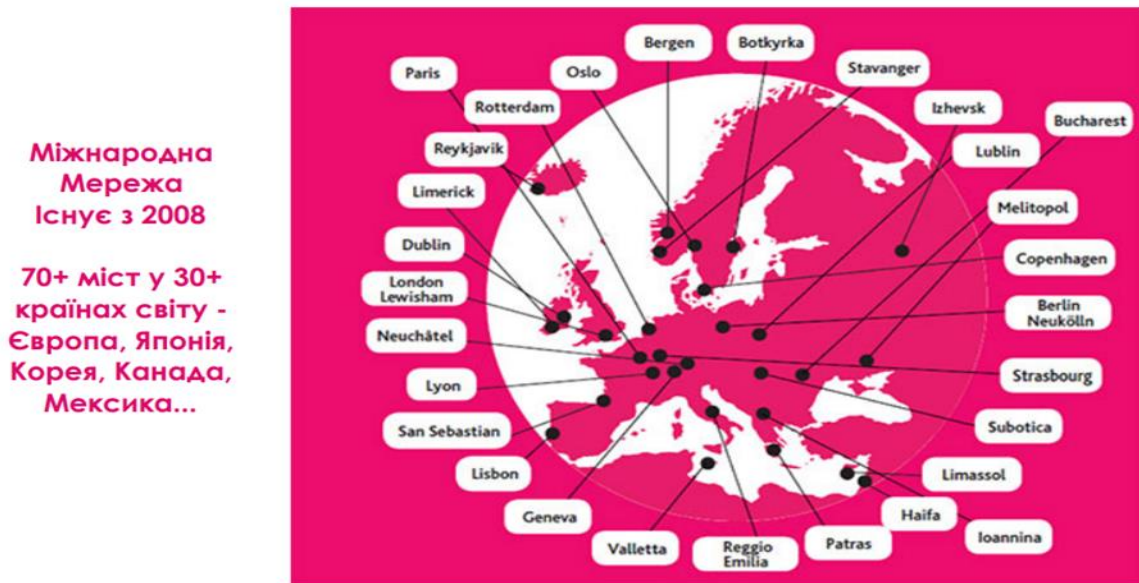 Міжнародна
Мережа
Існує з 2008
70+ міст у 30+
країнах світу -
Європа, Японія,
Корея, Канада,
Мексика...
Bergen
Botkyrka
Paris
Oslo
Stavanger
Rotterdam
Izhevsk
Bucharest
Reykjavik
Lublin
Limerick
Melitopol
Dublin
Copenhagen
London
Lewisham
Berlin
Neukölln
Neuchâtel
Strasbourg
Lyon
San Sebastian
Subotica
Lisbon
Limassol
Geneva
Haifa
Ioannina
Valletta
Reggio
Emilia
Patras